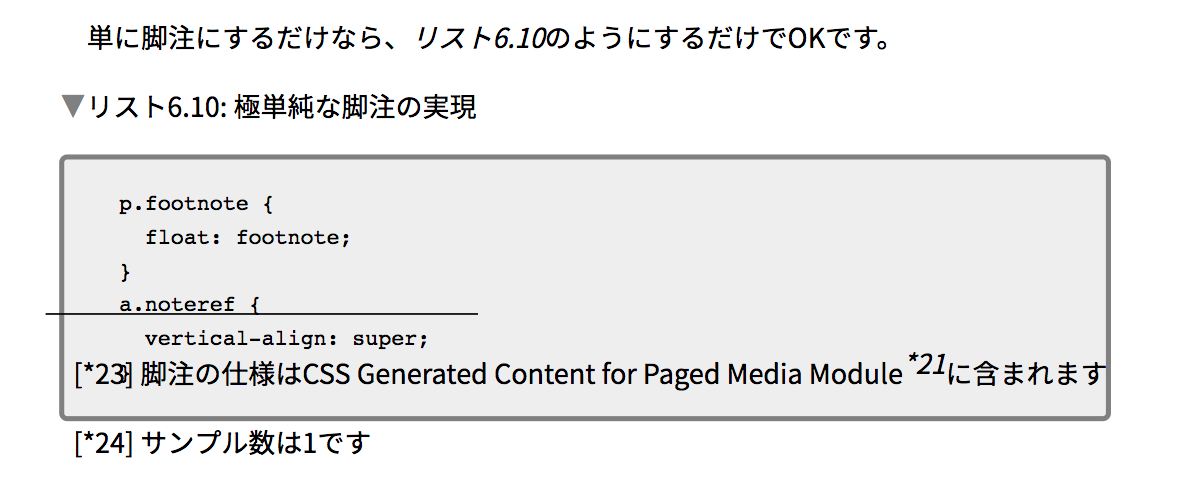 単に脚注にするだけなら、リスト6.10のようにするだけでOKです。
▼リスト6.10: 極単純な脚注の実現
p.footnote {
  float: footnote;
}
a.noteref {
  vertical-align: super;
}
[*23] 脚注の仕様はCSS Generated Content for Paged Media Module*21に含まれます
[*24] サンプル数は1です